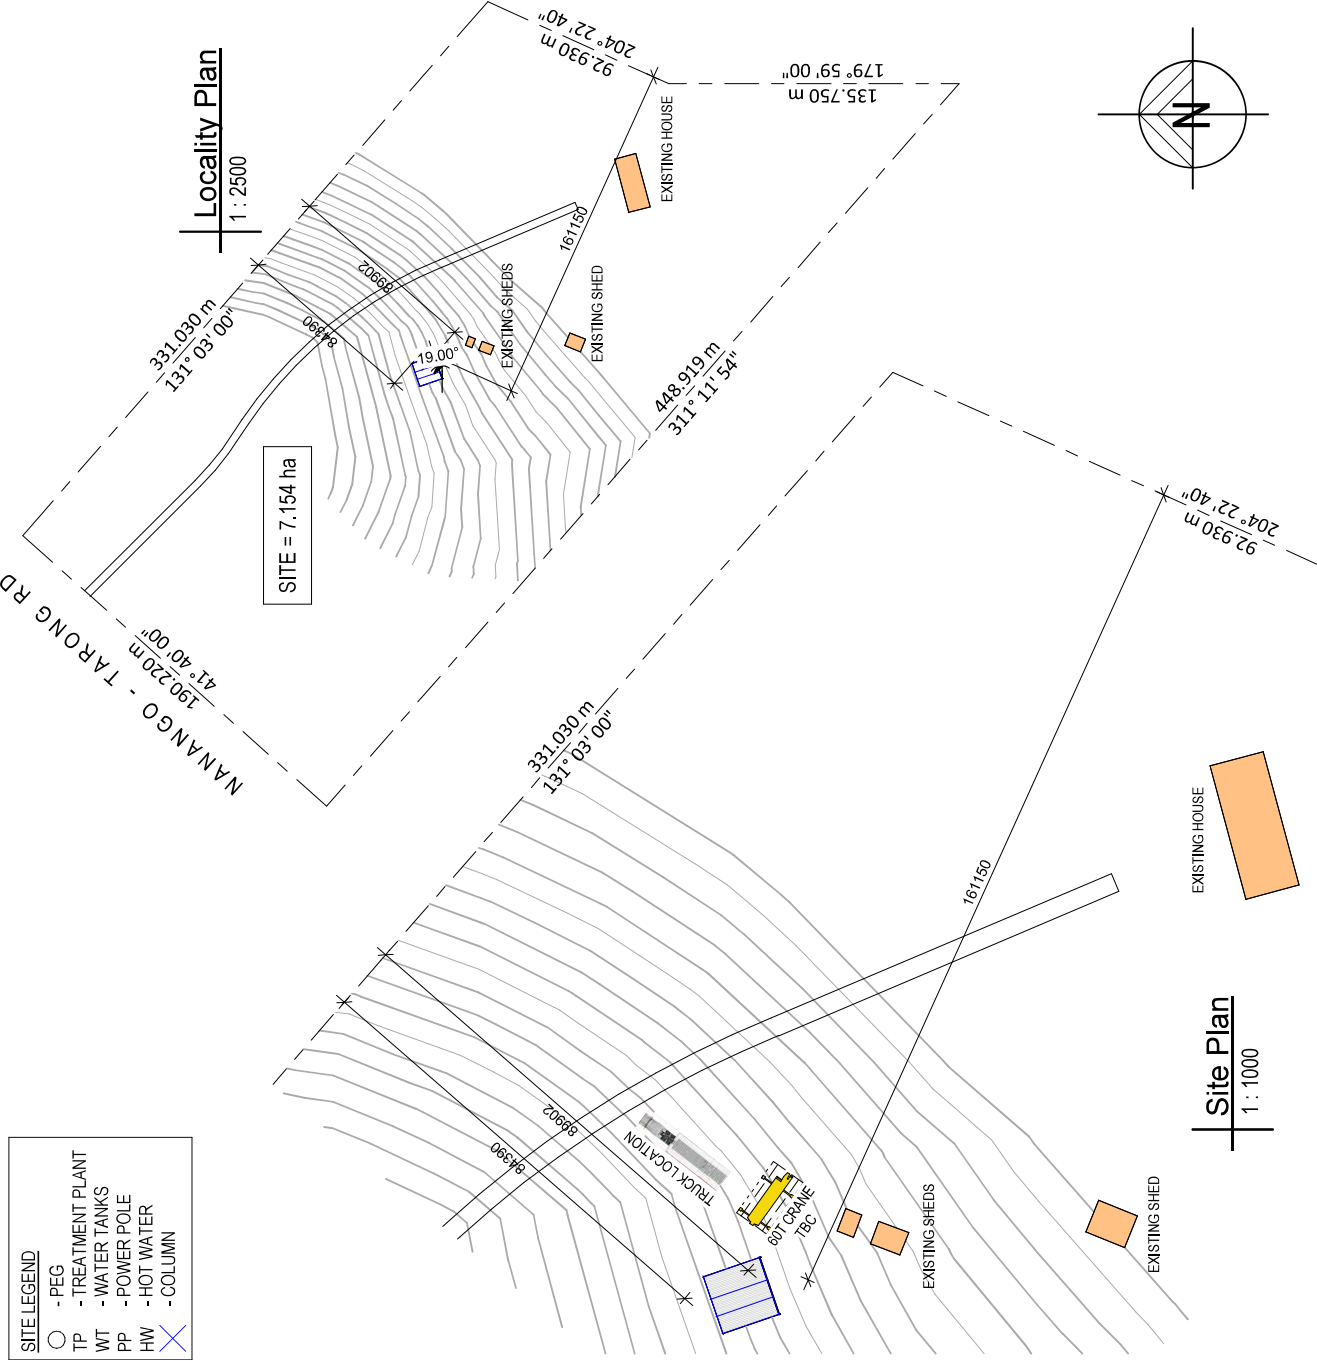 Locality Plan
1 : 2500
204° 22' 40"
92.930 m
179° 59' 00"
135.750 m
N
EXISTING HOUSE
161150
331.030 m
131° 03' 00"
89902
84390
19.00°
EXISTING SHEDS
EXISTING SHED
448.919 m
311° 11' 54"
SITE = 7.154 ha
NANANGO - TARONG RD
190.220 m
41° 40' 00"
331.030 m
131° 03' 00"
204° 22' 40"
92.930 m
161150
EXISTING HOUSE
Site Plan
1 : 1000
89902
84390
TRUCK LOCATION
60T CRANE
TBC
EXISTING SHEDS
EXISTING SHED
SITE LEGEND
- PEG
TP - TREATMENT PLANT
WT - WATER TANKS
PP - POWER POLE
HW - HOT WATER
- COLUMN